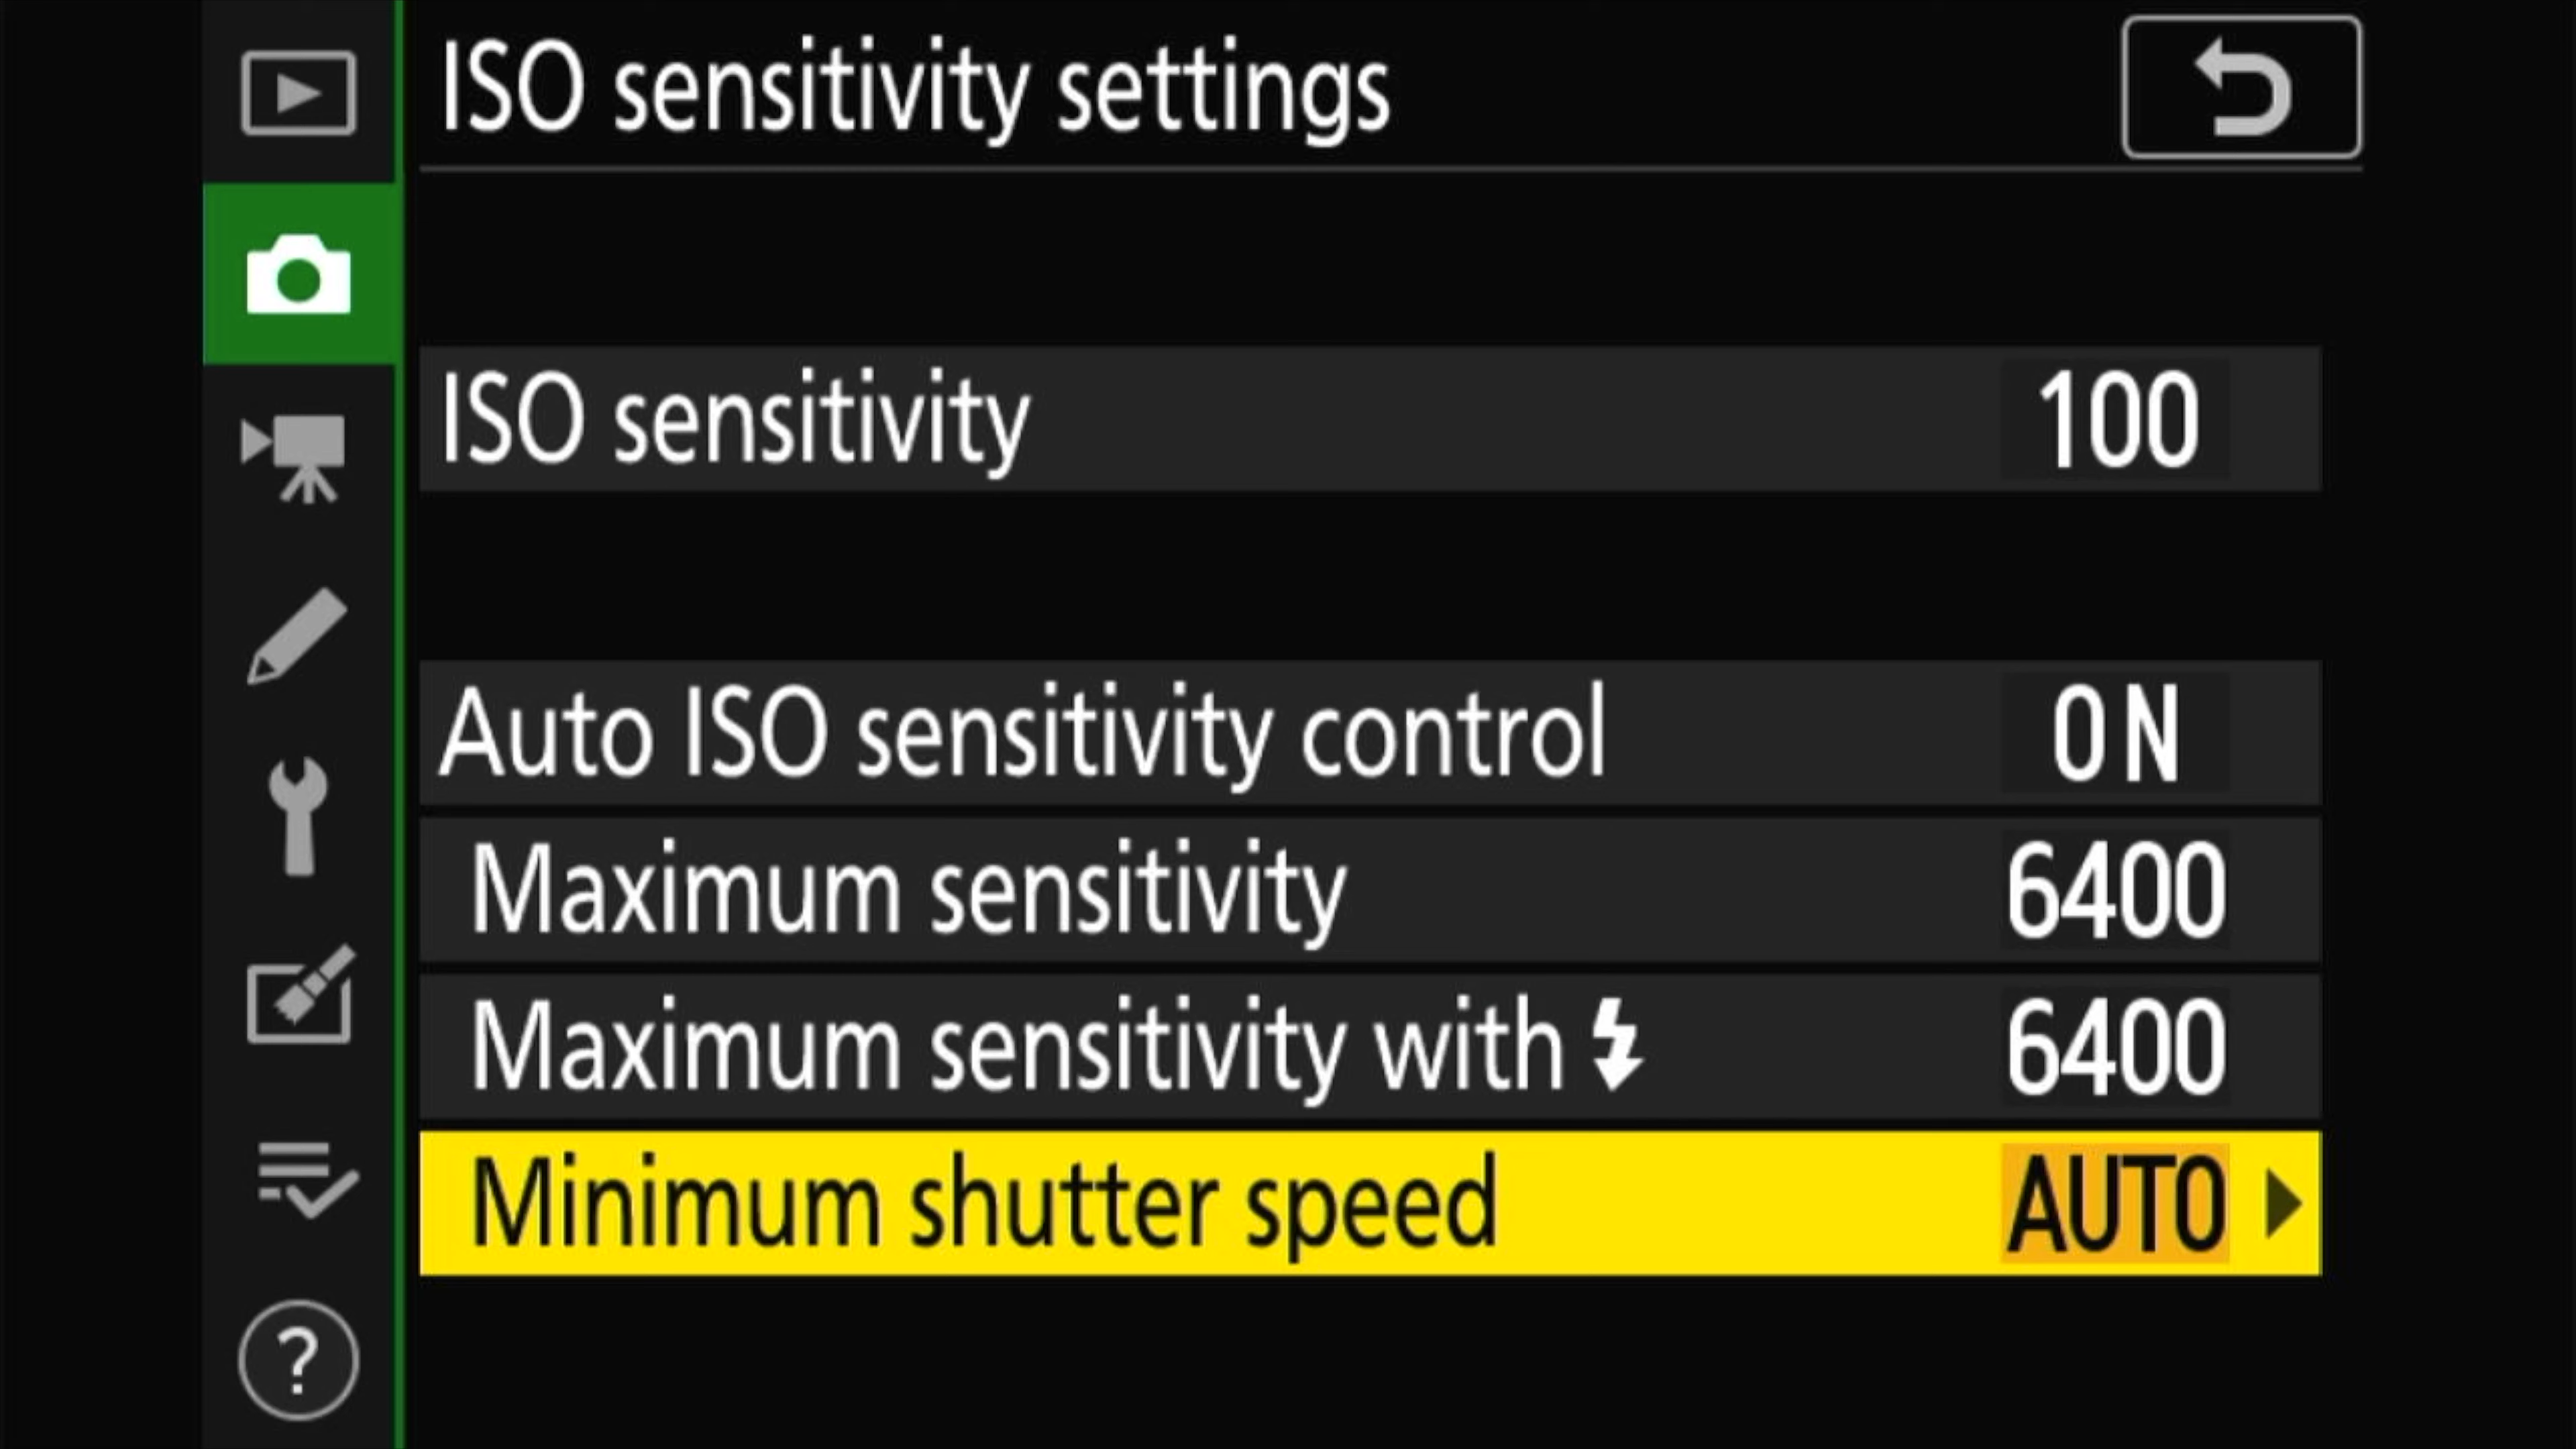 ISO sensitivity settings
ISO sensitivity 100
Auto ISO sensitivity control ON
Maximum sensitivity 6400
Maximum sensitivity with 6400
Minimum shutter speed AUTO
?